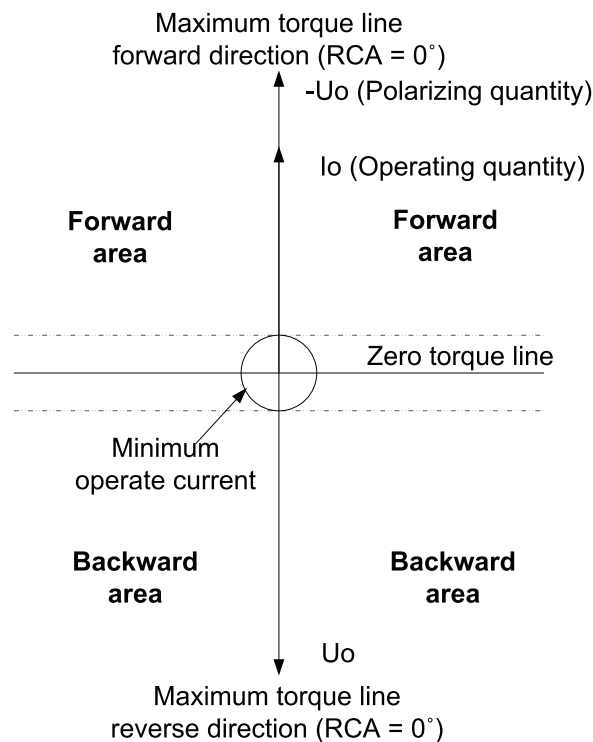 Maximum torque line
forward direction (RCA = 0˚)
-Uo (Polarizing quantity)
Io (Operating quantity)
Forward
area
Forward
area
Zero torque line
Minimum
operate current
Backward
area
Backward
area
Uo
Maximum torque line
reverse direction (RCA = 0˚)